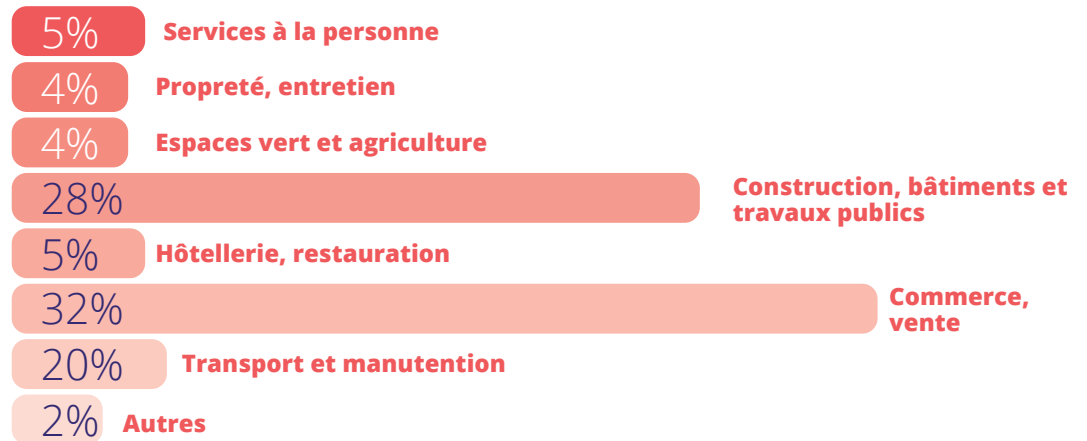 5% Services à la personne
4% Propreté, entretien
4% Espaces vert et agriculture
28% Construction, bâtiments et
travaux publics
5% Hôtellerie, restauration
32% Commerce,
vente
20% Transport et manutention
2% Autres